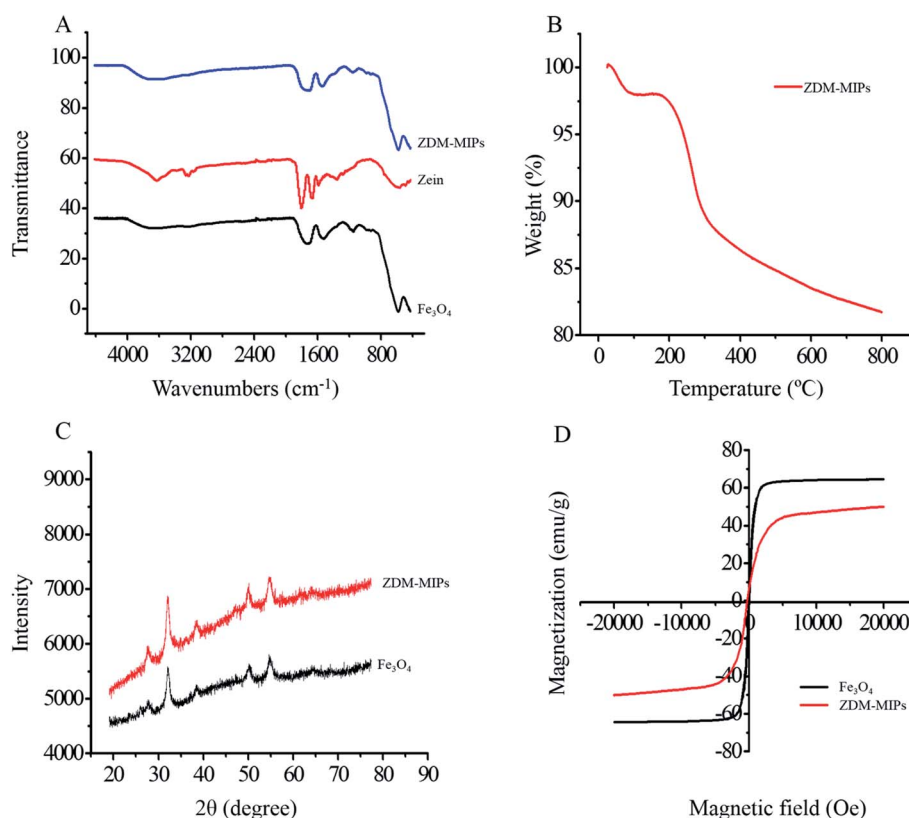 A
100
80
60
40
20
0
Transmittance
ZDM-MIPs
Zein
Fe₃O₄
4000 3200 2400 1600 800
Wavenumbers (cm⁻¹)
B
100
95
90
85
80
Weight (%)
ZDM-MIPs
0 200 400 600 800
Temperature (ºC)
C
9000
8000
7000
6000
5000
4000
Intensity
ZDM-MIPs
Fe₃O₄
20 30 40 50 60 70 80 90
2θ (degree)
D
80
60
40
20
0
-20
-40
-60
-80
Magnetization (emu/g)
-20000 -10000 0 10000 20000
Fe₃O₄
ZDM-MIPs
Magnetic field (Oe)